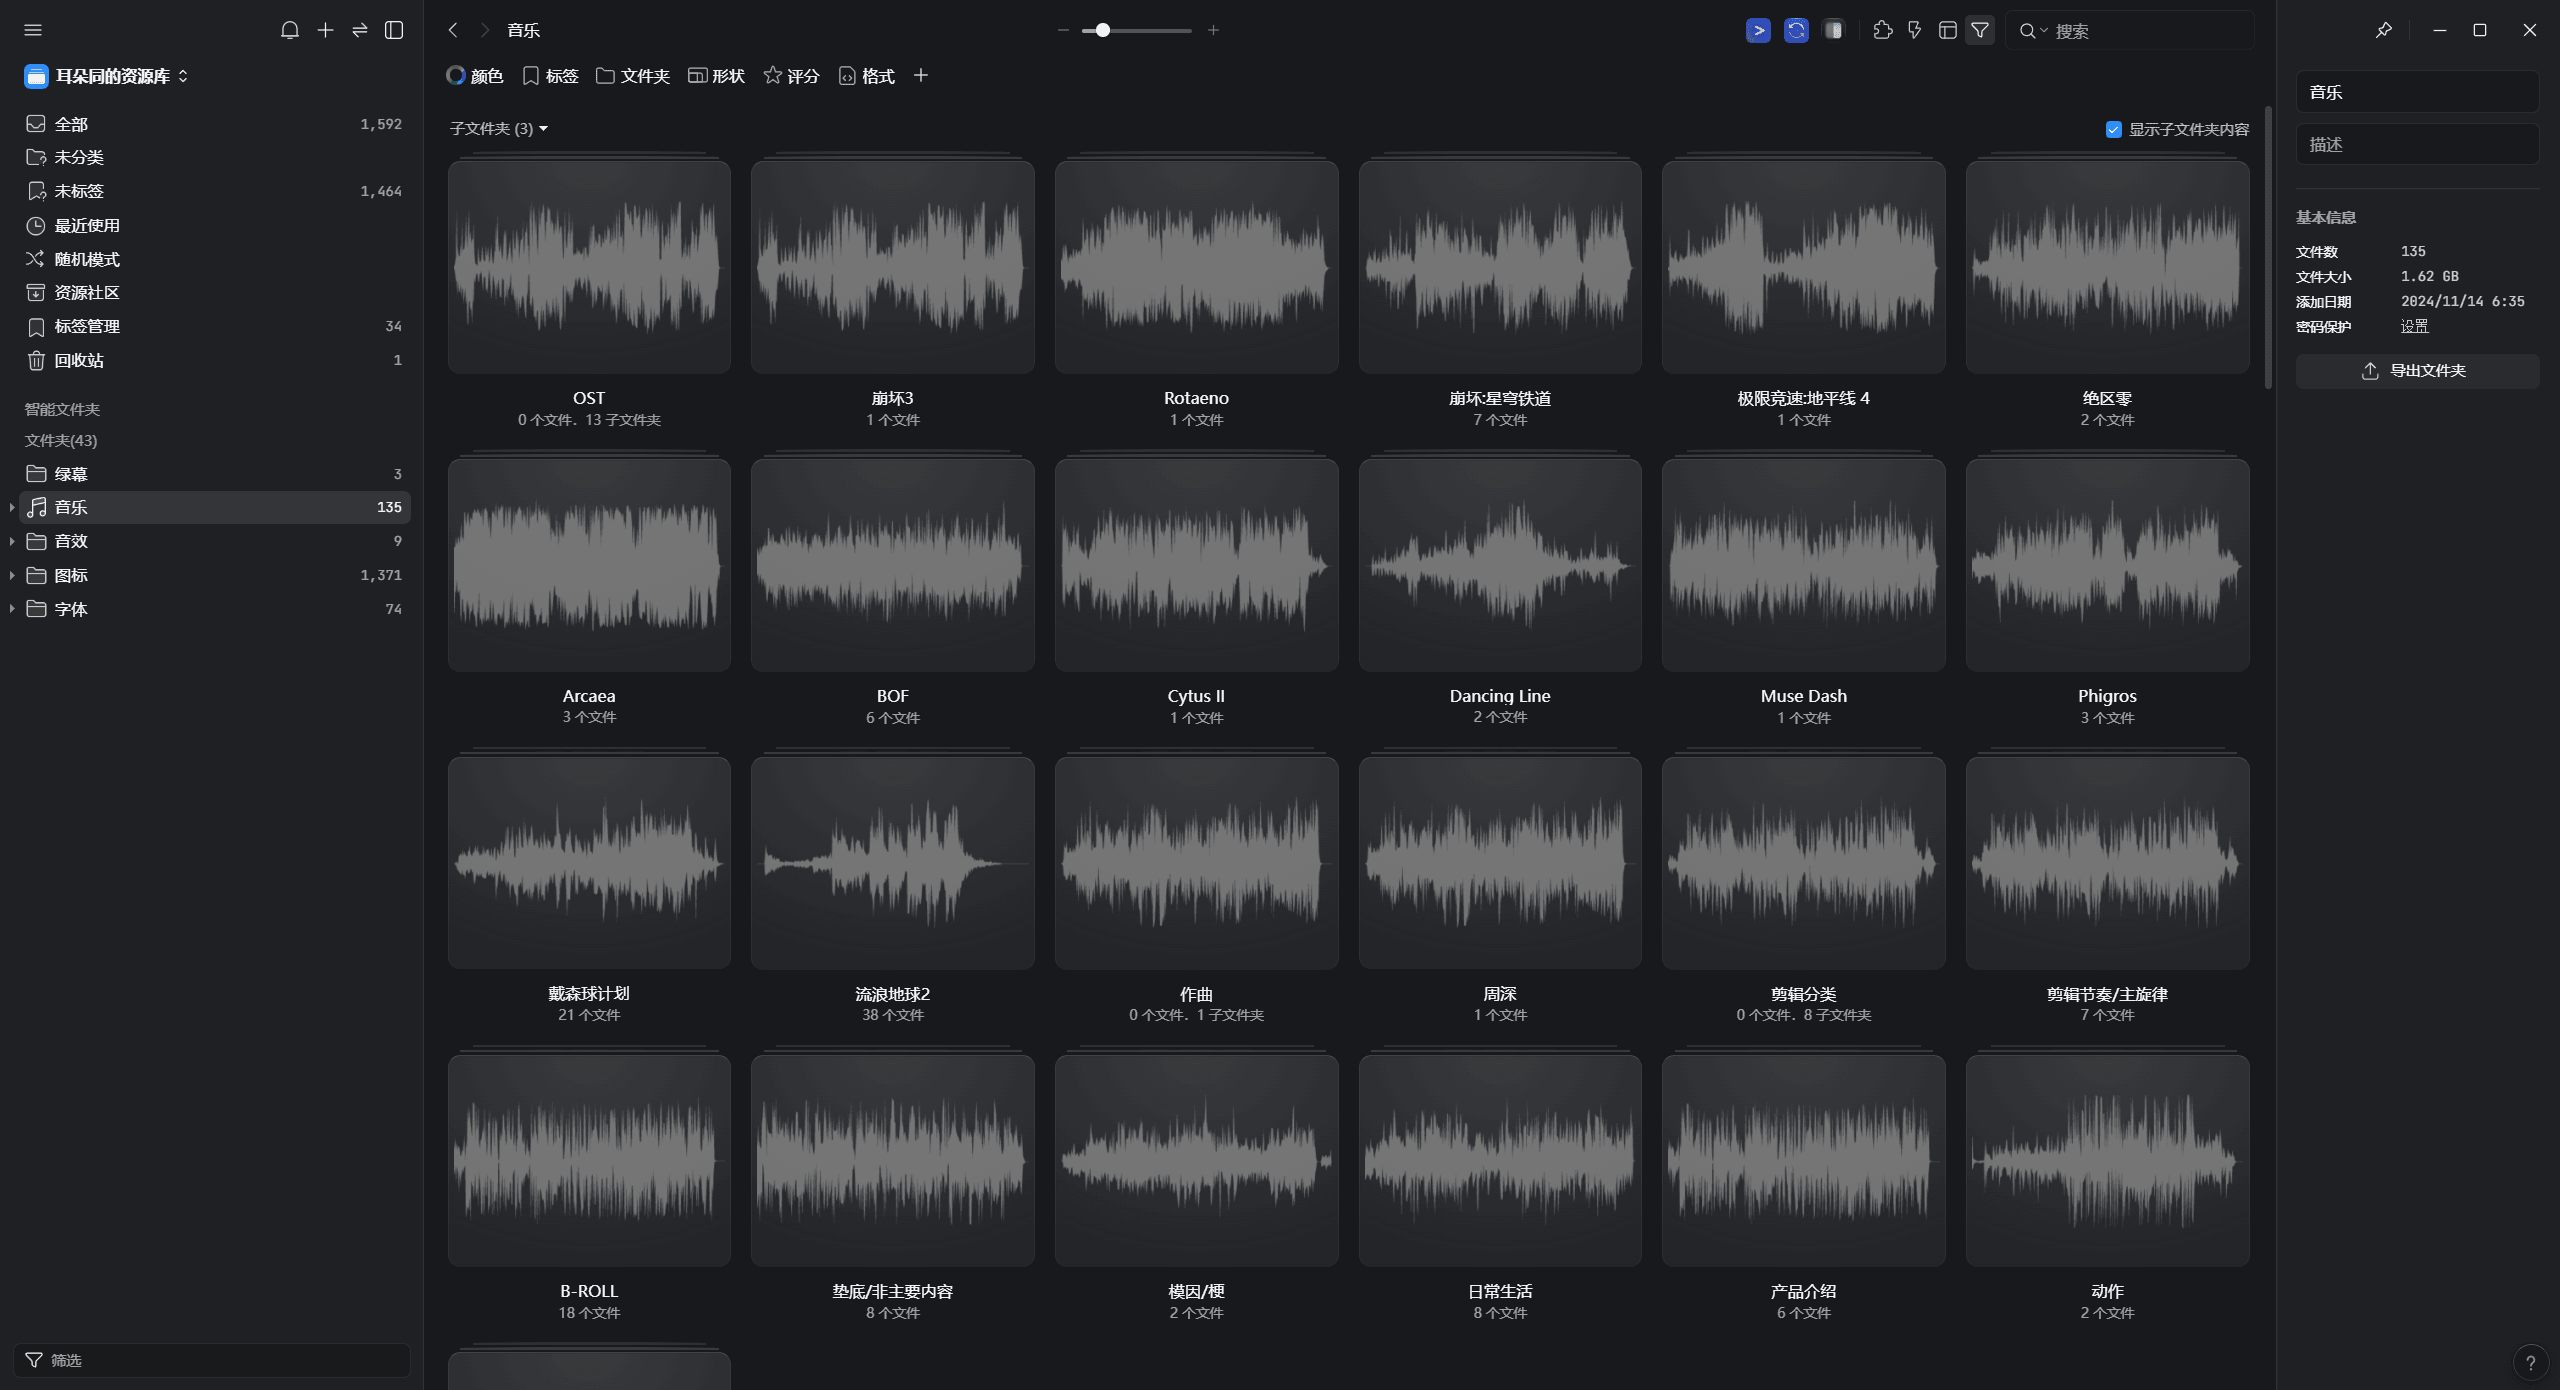 耳朵同的资源库
全部 1,592
未分类
未标签 1,464
最近使用
随机模式
资源社区
标签管理 34
回收站 1
智能文件夹
文件夹(43)
绿幕 3
音乐 135
音效 9
图标 1,371
字体 74
筛选
音乐
搜索
颜色 标签 文件夹 形状 评分 格式
子文件夹 (3)
显示子文件夹内容
OST
0 个文件. 13 子文件夹
崩坏3
1 个文件
Rotaeno
1 个文件
崩坏:星穹铁道
7 个文件
极限竞速:地平线 4
1 个文件
绝区零
2 个文件
Arcaea
3 个文件
BOF
6 个文件
Cytus II
1 个文件
Dancing Line
2 个文件
Muse Dash
1 个文件
Phigros
3 个文件
戴森球计划
21 个文件
流浪地球2
38 个文件
作曲
0 个文件. 1 子文件夹
周深
1 个文件
剪辑分类
0 个文件. 8 子文件夹
剪辑节奏/主旋律
7 个文件
B-ROLL
18 个文件
垫底/非主要内容
8 个文件
模因/梗
2 个文件
日常生活
8 个文件
产品介绍
6 个文件
动作
2 个文件
音乐
描述
基本信息
文件数 135
文件大小 1.62 GB
添加日期 2024/11/14 6:35
密码保护 设置
导出文件夹
?